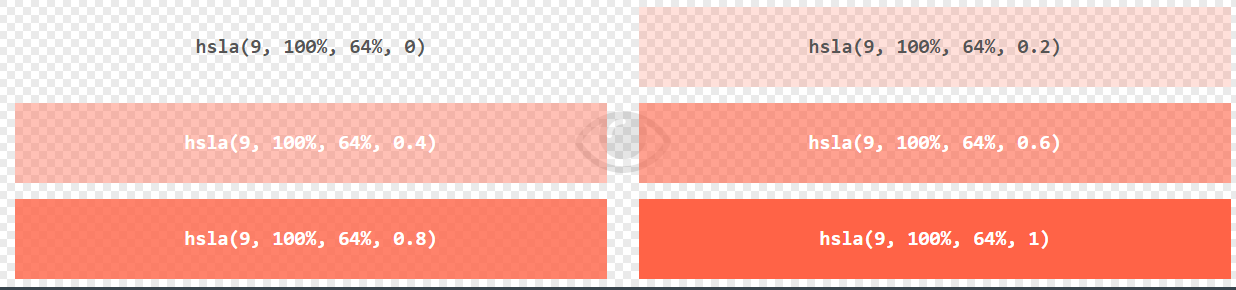 hsla(9, 100%, 64%, 0)
hsla(9, 100%, 64%, 0.2)
hsla(9, 100%, 64%, 0.4)
hsla(9, 100%, 64%, 0.6)
hsla(9, 100%, 64%, 0.8)
hsla(9, 100%, 64%, 1)